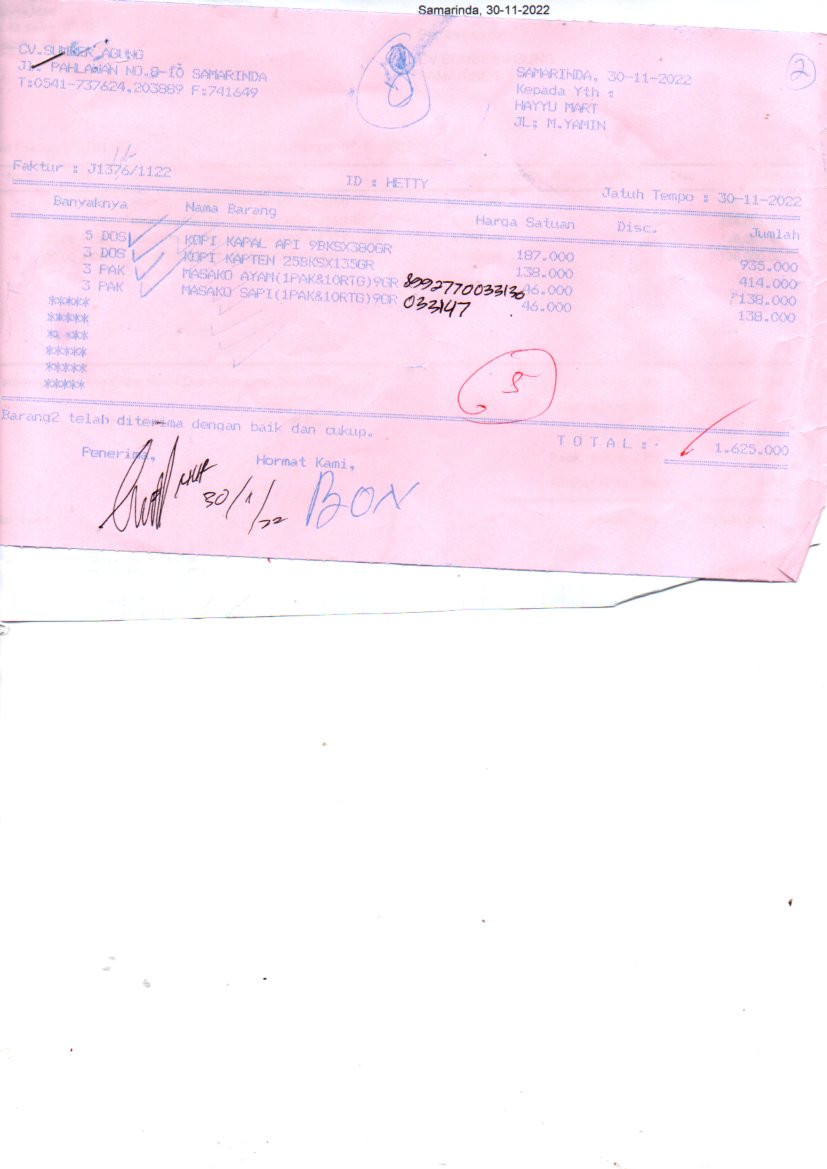 Samarinda, 30-11-2022
2
CV.SUMBER AGUNG
JL. PAHLAWAN NO.8-10 SAMARINDA
T:0541-737624.203889 F:741649
SAMARINDA, 30-11-2022
Kepada Yth :
HAYYU MART
JL; M.YAMIN
Faktur : J1376/1122
ID : HETTY
Jatuh Tempo : 30-11-2022
Banyaknya Nama Barang Harga Satuan Disc. Jumlah
5 DOS KOPI KAPAL API 9BKSX380GR 187.000 935.000
3 DOS KOPI KAPTEN 25BKSX135GR 138.000 414.000
3 PAK MASAKO AYAM(1PAK&10RTG)9GR 8992770033130 46.000 138.000
3 PAK MASAKO SAPI(1PAK&10RTG)9GR 033147 46.000 138.000
*****
*****
** ***
*****
*****
*****
Barang2 telah diterima dengan baik dan cukup.
T O T A L : 1.625.000
Penerima, Hormat Kami,
30/1/22 BON